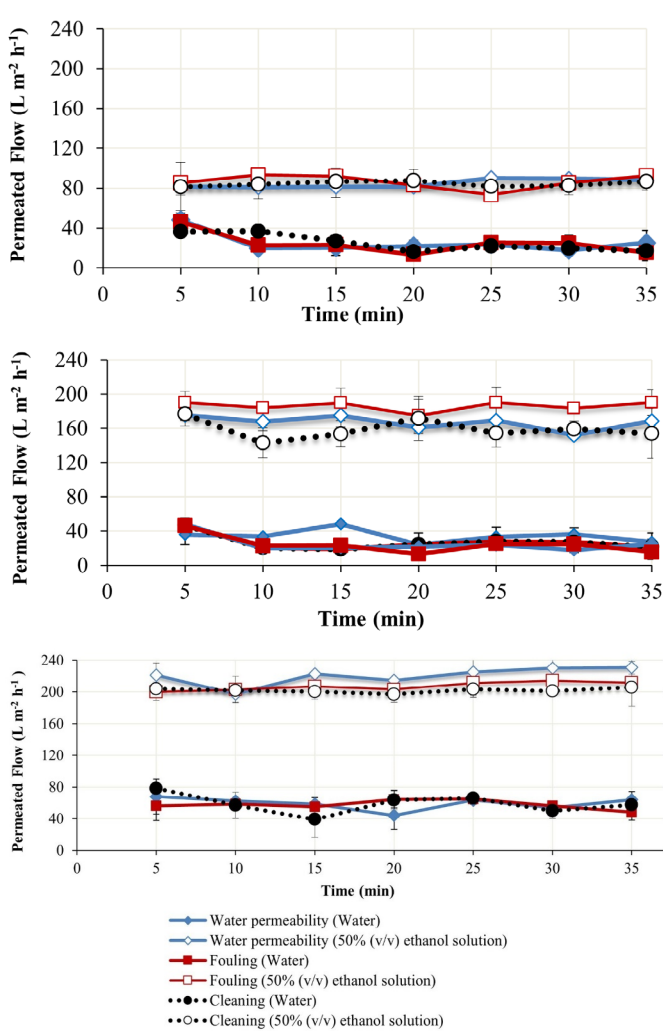 240
200
160
120
80
40
0
Permeated Flow (L m-2 h-1)
0 5 10 15 20 25 30 35
Time (min)
240
200
160
120
80
40
0
Permeated Flow (L m-2 h-1)
0 5 10 15 20 25 30 35
Time (min)
240
200
160
120
80
40
0
Permeated Flow (L m-2 h-1 )
0 5 10 15 20 25 30 35
Time (min)
Water permeability (Water)
Water permeability (50% (v/v) ethanol solution)
Fouling (Water)
Fouling (50% (v/v) ethanol solution)
Cleaning (Water)
Cleaning (50% (v/v) ethanol solution)